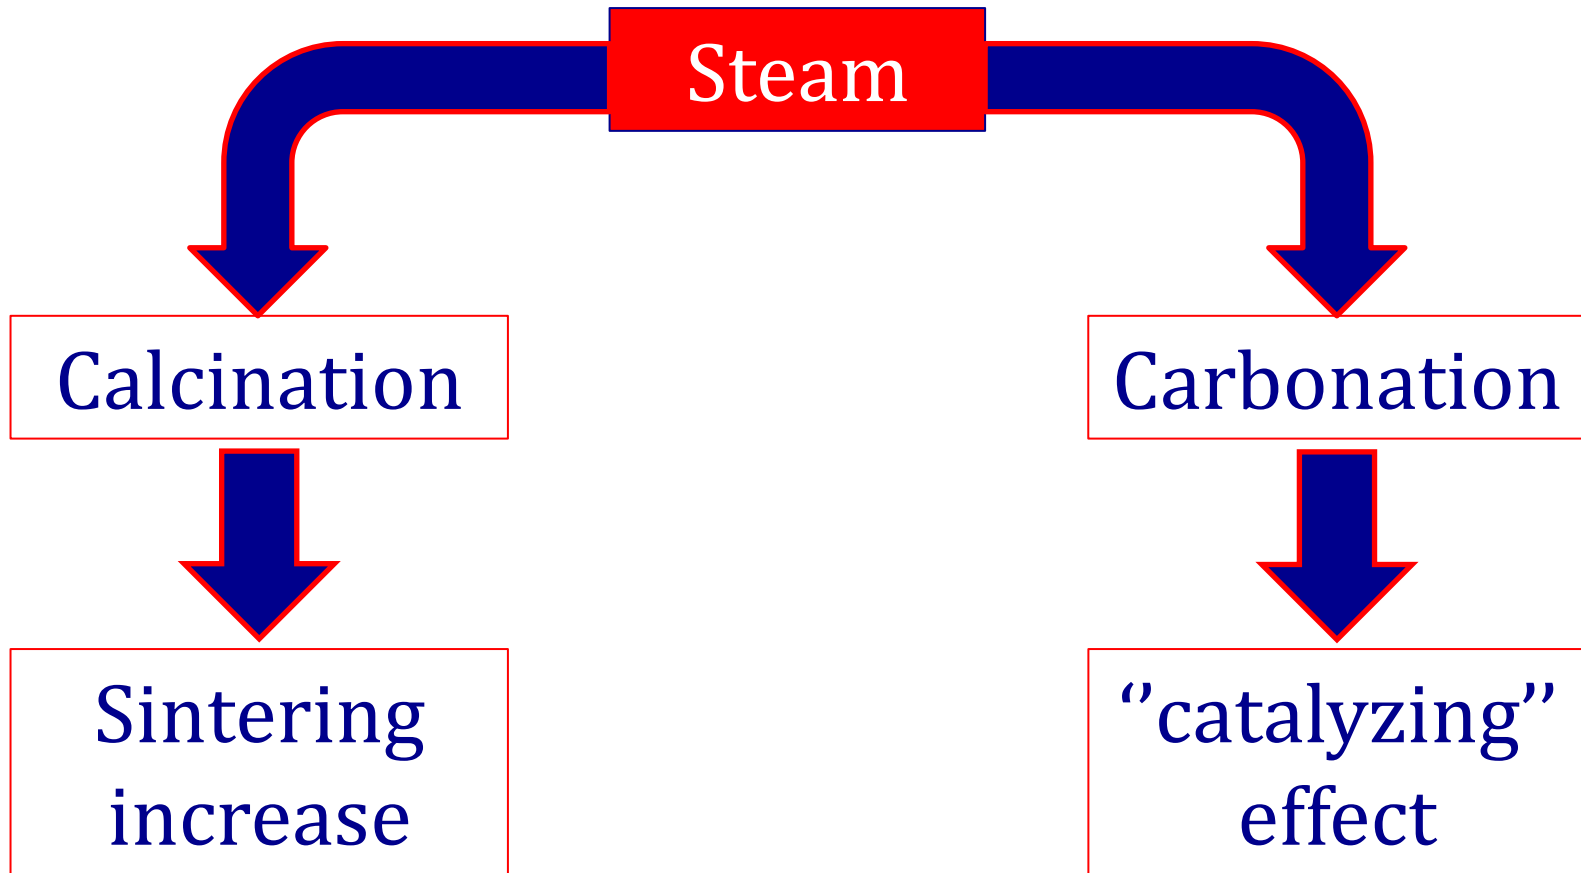 Steam
Calcination
Carbonation
Sintering
increase
‘’catalyzing’’
effect